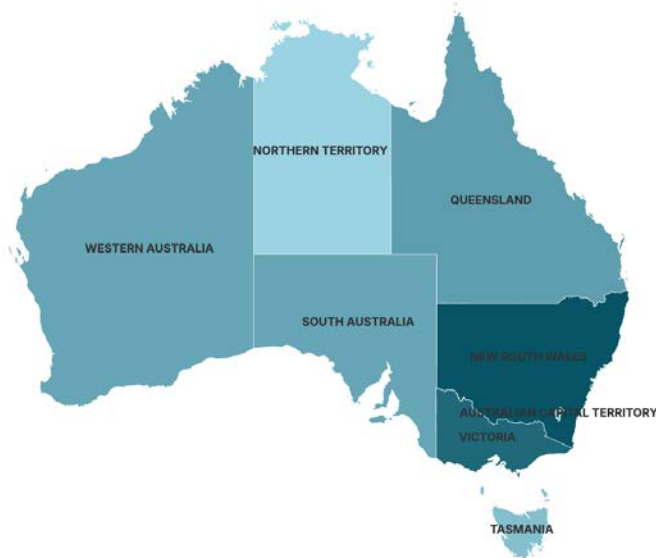 NORTHERN TERRITORY
QUEENSLAND
WESTERN AUSTRALIA
SOUTH AUSTRALIA
NEW SOUTH WALES
AUSTRALIAN CAPITAL TERRITORY
VICTORIA
TASMANIA